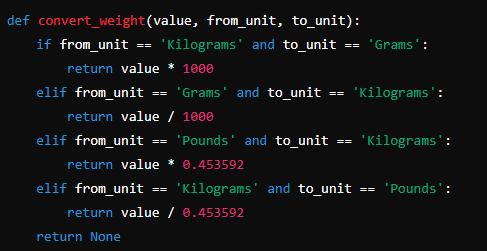 def convert_weight(value, from_unit, to_unit):
    if from_unit == 'Kilograms' and to_unit == 'Grams':
        return value * 1000
    elif from_unit == 'Grams' and to_unit == 'Kilograms':
        return value / 1000
    elif from_unit == 'Pounds' and to_unit == 'Kilograms':
        return value * 0.453592
    elif from_unit == 'Kilograms' and to_unit == 'Pounds':
        return value / 0.453592
    return None